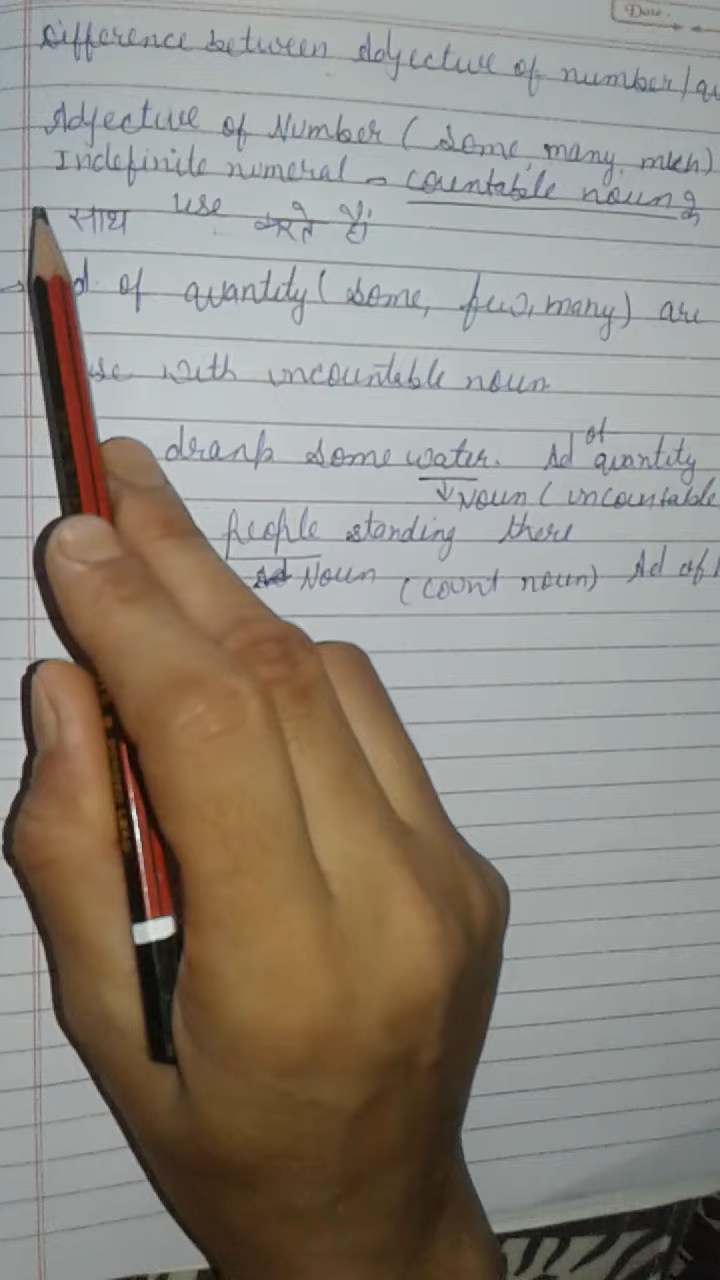 Date.
Difference between Adjective of number/qu
Adjective of Number (some, many, much)
Indefinite numeral - countable noun के
साथ use करते हैं
d. of quantity (some, few, many) are
use with uncountable noun
drank some water. Ad of quantity
Noun (uncountable
people standing there
Noun (count noun) Ad of